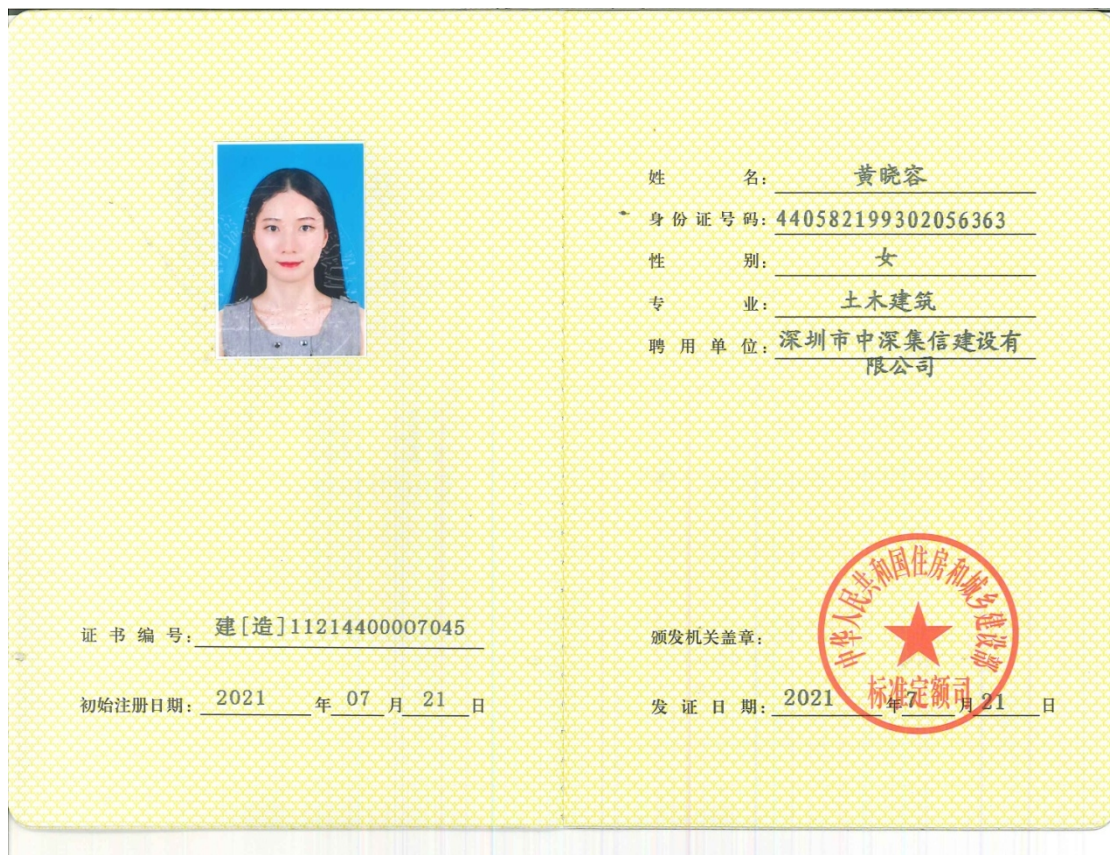 姓名：黄晓容
身份证号码：440582199302056363
性别：女
专业：土木建筑
聘用单位：深圳市中深集信建设有
限公司
证书编号：建[造]11214400007045
初始注册日期：2021年07月21日
颁发机关盖章：
中华人民共和国住房和城乡建设部
标准定额司
发证日期：2021年7月21日